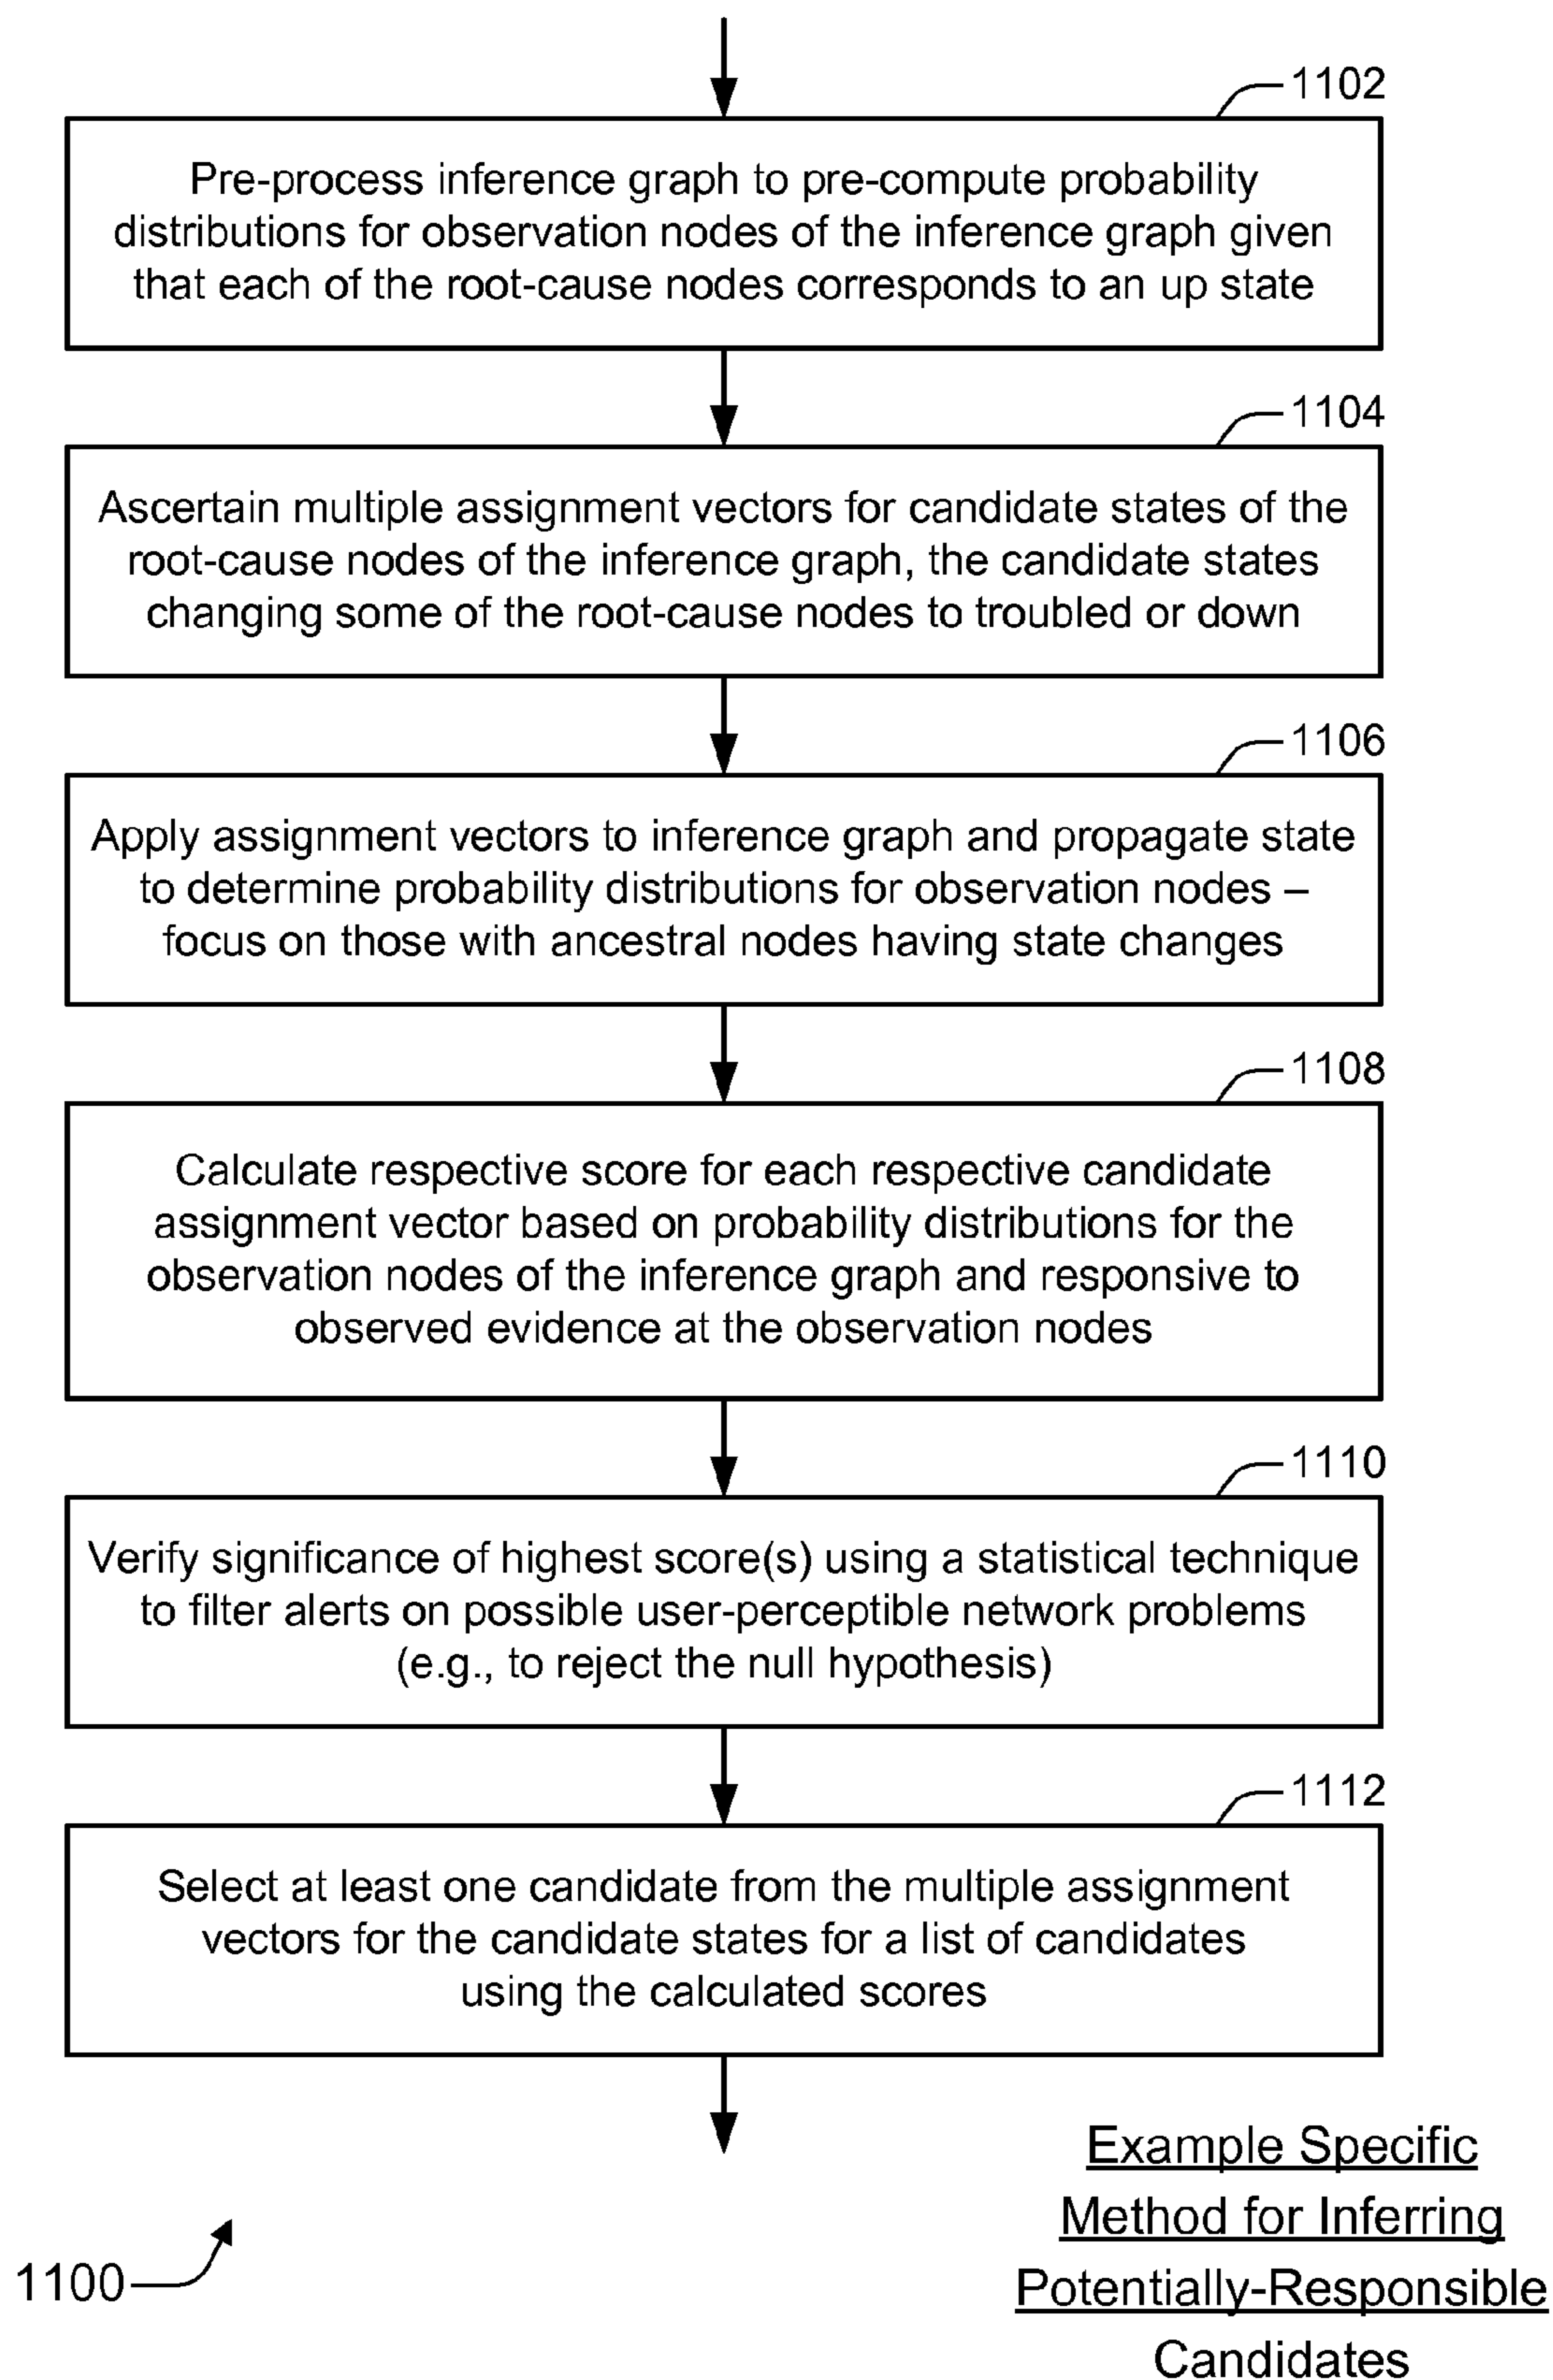 1102
Pre-process inference graph to pre-compute probability
distributions for observation nodes of the inference graph given
that each of the root-cause nodes corresponds to an up state
1104
Ascertain multiple assignment vectors for candidate states of the
root-cause nodes of the inference graph, the candidate states
changing some of the root-cause nodes to troubled or down
1106
Apply assignment vectors to inference graph and propagate state
to determine probability distributions for observation nodes –
focus on those with ancestral nodes having state changes
1108
Calculate respective score for each respective candidate
assignment vector based on probability distributions for the
observation nodes of the inference graph and responsive to
observed evidence at the observation nodes
1110
Verify significance of highest score(s) using a statistical technique
to filter alerts on possible user-perceptible network problems
(e.g., to reject the null hypothesis)
1112
Select at least one candidate from the multiple assignment
vectors for the candidate states for a list of candidates
using the calculated scores
1100
Example Specific
Method for Inferring
Potentially-Responsible
Candidates